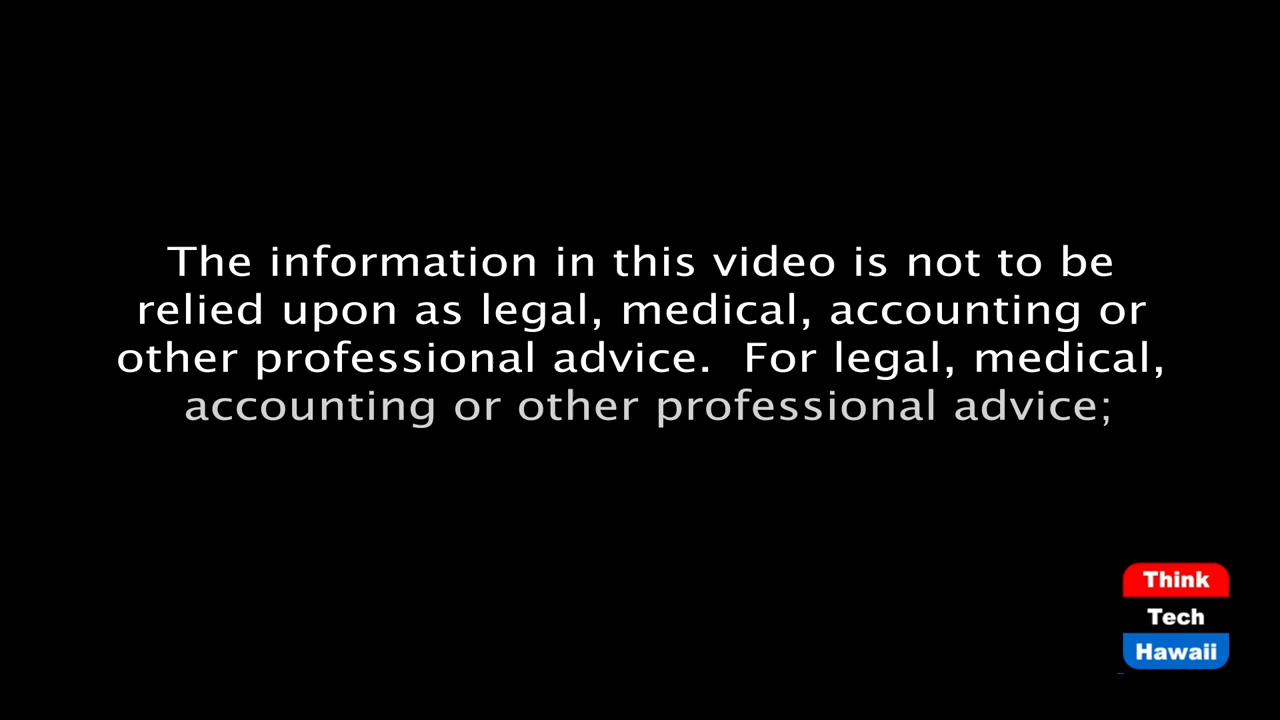 The information in this video is not to be
relied upon as legal, medical, accounting or
other professional advice.  For legal, medical,
accounting or other professional advice;
Think
Tech
Hawaii